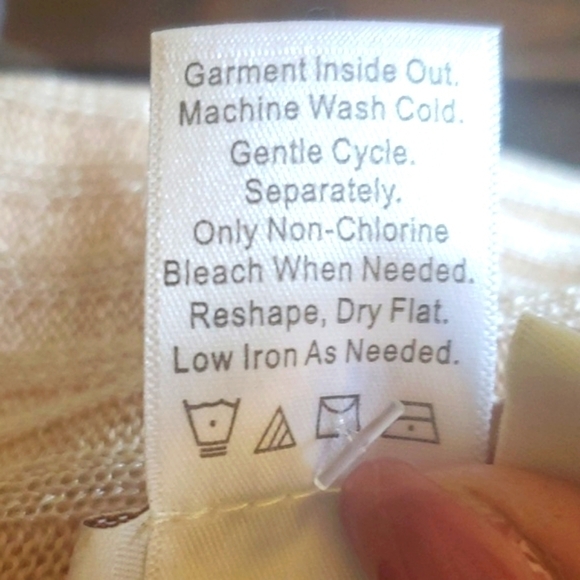 Garment Inside Out.
Machine Wash Cold.
Gentle Cycle.
Separately.
Only Non-Chlorine
Bleach When Needed.
Reshape, Dry Flat.
Low Iron As Needed.